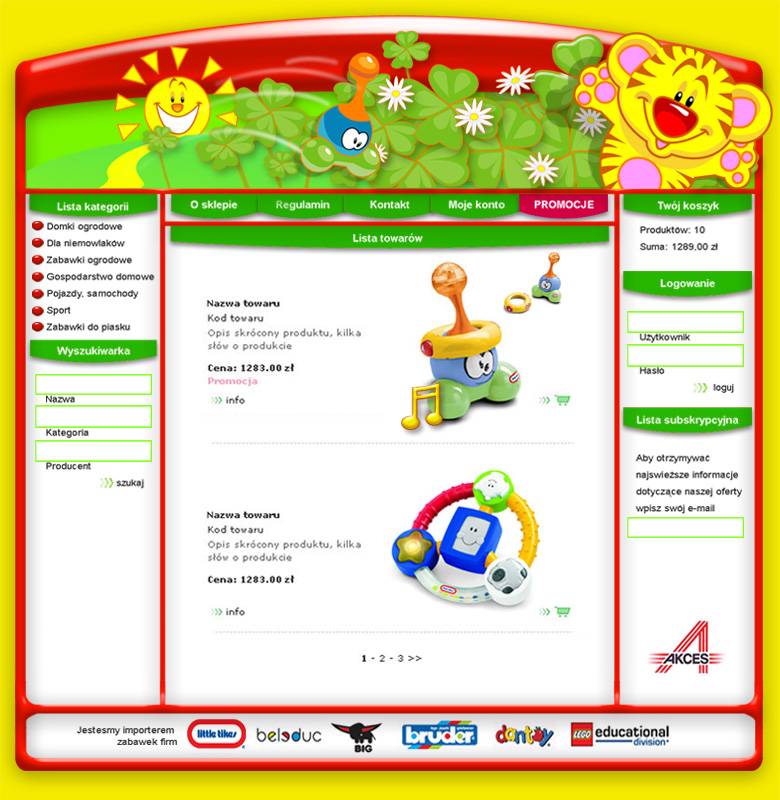 Lista kategorii
Domki ogrodowe
Dla niemowlaków
Zabawki ogrodowe
Gospodarstwo domowe
Pojazdy, samochody
Sport
Zabawki do piasku
Wyszukiwarka
Nazwa
Kategoria
Producent
szukaj
O sklepie
Regulamin
Kontakt
Moje konto
PROMOCJE
Lista towarów
Nazwa towaru
Kod towaru
Opis skrócony produktu, kilka
słów o produkcie
Cena: 1283.00 zł
Promocja
info
Nazwa towaru
Kod towaru
Opis skrócony produktu, kilka
słów o produkcie
Cena: 1283.00 zł
info
1 - 2 - 3 >>
Twój koszyk
Produktów: 10
Suma: 1289,00 zł
Logowanie
Użytkownik
Hasło
loguj
Lista subskrypcyjna
Aby otrzymywać
najswieższe informacje
dotyczące naszej oferty
wpisz swój e-mail
AKCES
Jestesmy importerem
zabawek firm
little tikes
beleduc
BIG
bruder
dantoy
LEGO educational
division